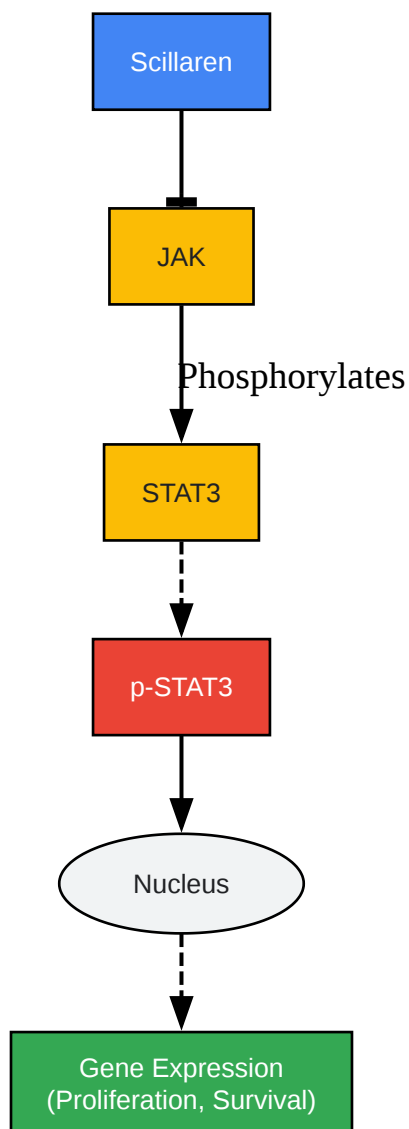 Scillaren
JAK
Phosphorylates
STAT3
p-STAT3
Nucleus
Gene Expression
(Proliferation, Survival)